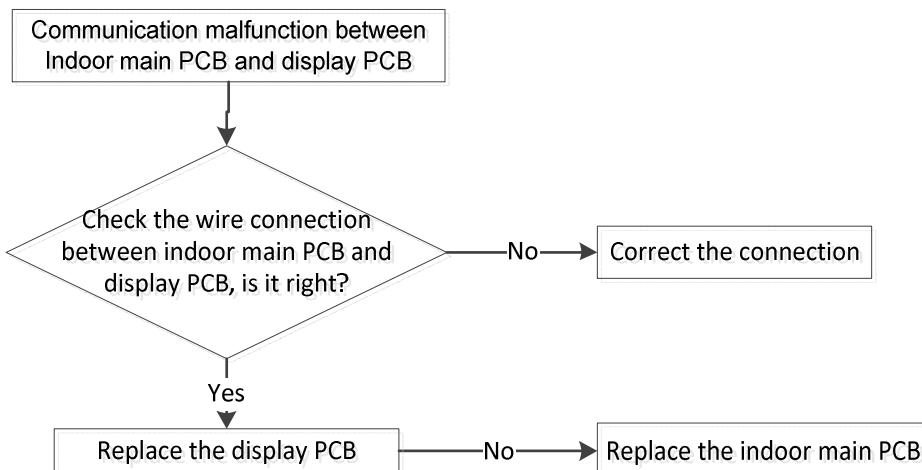 Communication malfunction between
Indoor main PCB and display PCB
Check the wire connection
between indoor main PCB and
display PCB, is it right?
No
Correct the connection
Yes
Replace the display PCB
No
Replace the indoor main PCB